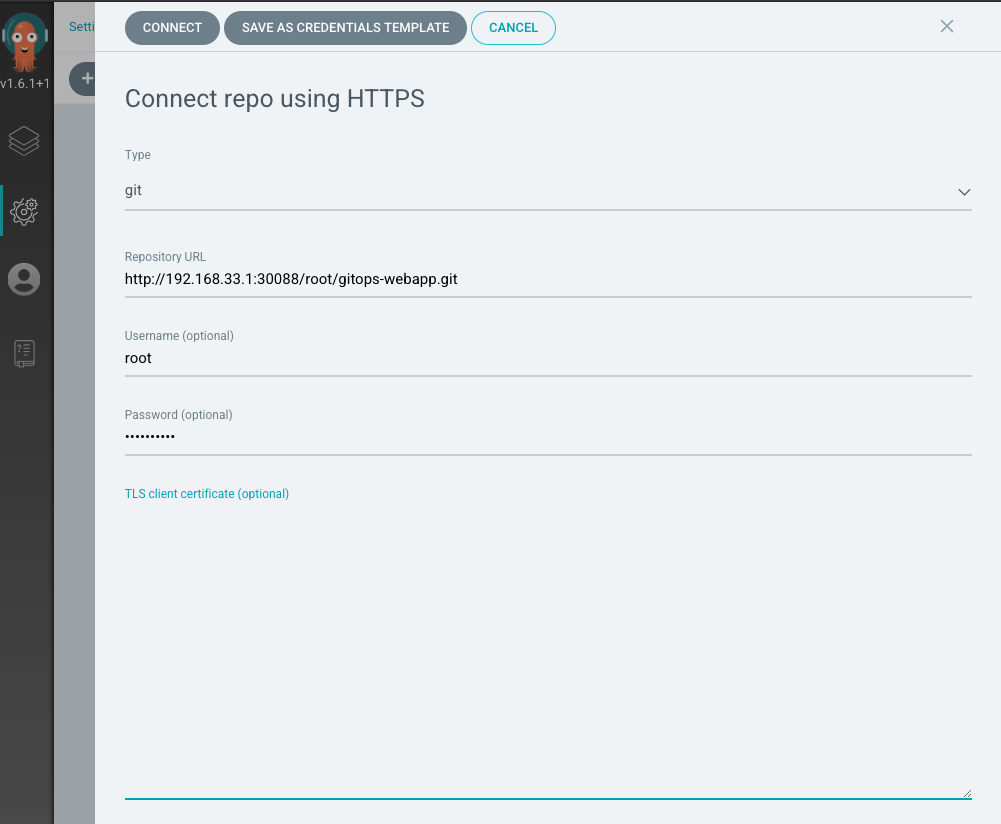 CONNECT SAVE AS CREDENTIALS TEMPLATE CANCEL
Setti
v1.6.1+1
Connect repo using HTTPS
Type
git
Repository URL
http://192.168.33.1:30088/root/gitops-webapp.git
Username (optional)
root
Password (optional)
••••••••••
TLS client certificate (optional)